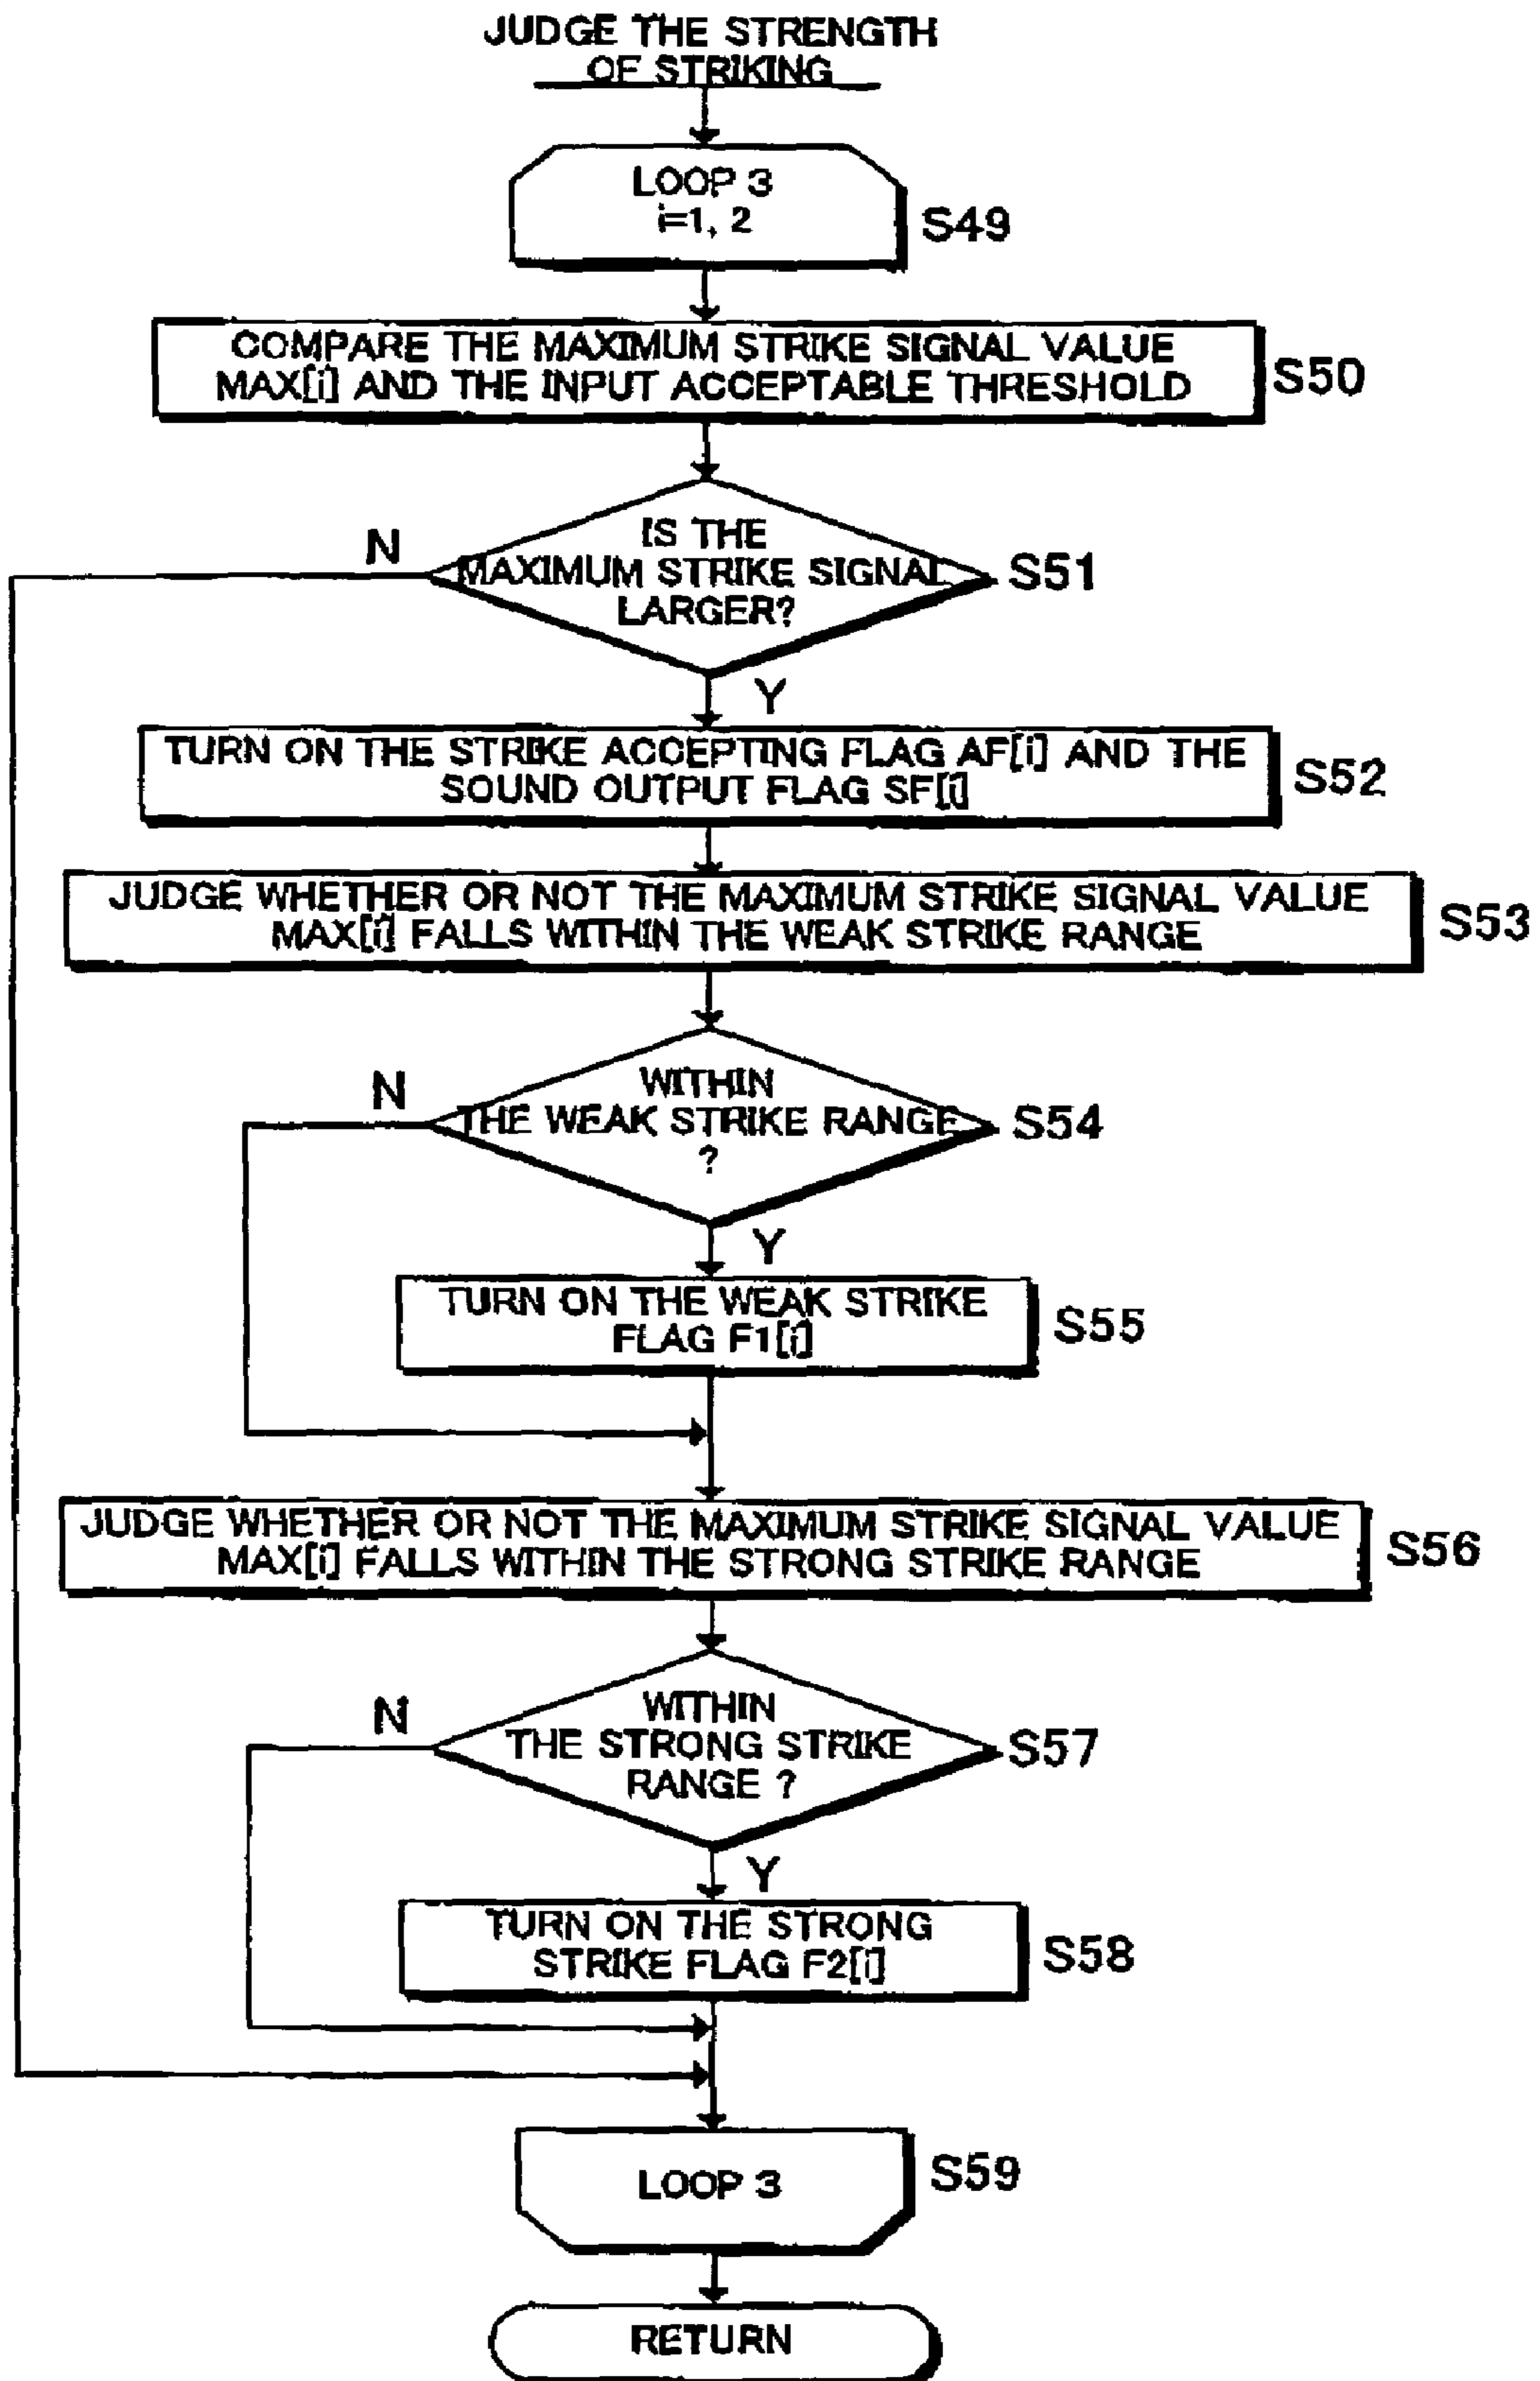 JUDGE THE STRENGTH
OF STRIKING
LOOP 3
i=1, 2
S49
COMPARE THE MAXIMUM STRIKE SIGNAL VALUE
MAX[i] AND THE INPUT ACCEPTABLE THRESHOLD
S50
N
IS THE
MAXIMUM STRIKE SIGNAL
LARGER?
S51
Y
TURN ON THE STRIKE ACCEPTING FLAG AF[i] AND THE
SOUND OUTPUT FLAG SF[i]
S52
JUDGE WHETHER OR NOT THE MAXIMUM STRIKE SIGNAL VALUE
MAX[i] FALLS WITHIN THE WEAK STRIKE RANGE
S53
N
WITHIN
THE WEAK STRIKE RANGE
?
S54
Y
TURN ON THE WEAK STRIKE
FLAG F1[i]
S55
JUDGE WHETHER OR NOT THE MAXIMUM STRIKE SIGNAL VALUE
MAX[i] FALLS WITHIN THE STRONG STRIKE RANGE
S56
N
WITHIN
THE STRONG STRIKE
RANGE ?
S57
Y
TURN ON THE STRONG
STRIKE FLAG F2[i]
S58
LOOP 3
S59
RETURN